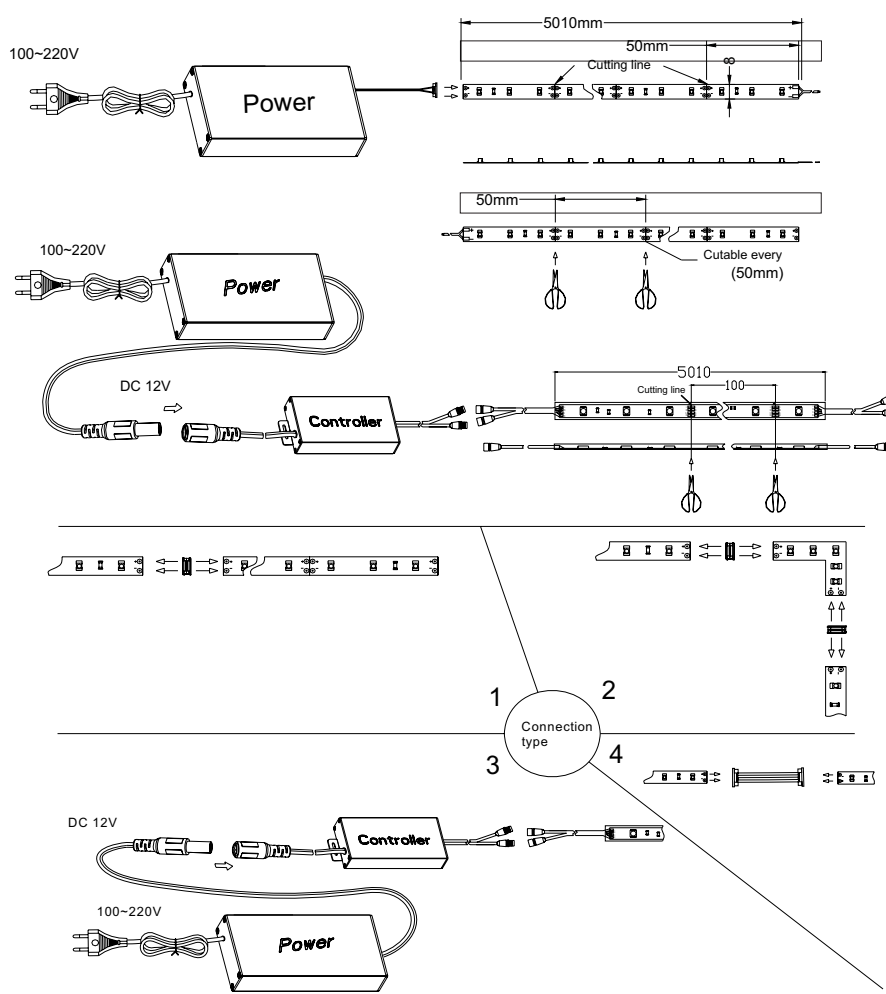 5010mm
100~220V
50mm
8
Cutting line
Power
50mm
100~220V
Cutable every
(50mm)
Power
DC 12V
5010
Cutting line
100
Controller
1
2
Connection
type
3
4
DC 12V
Controller
100~220V
Power